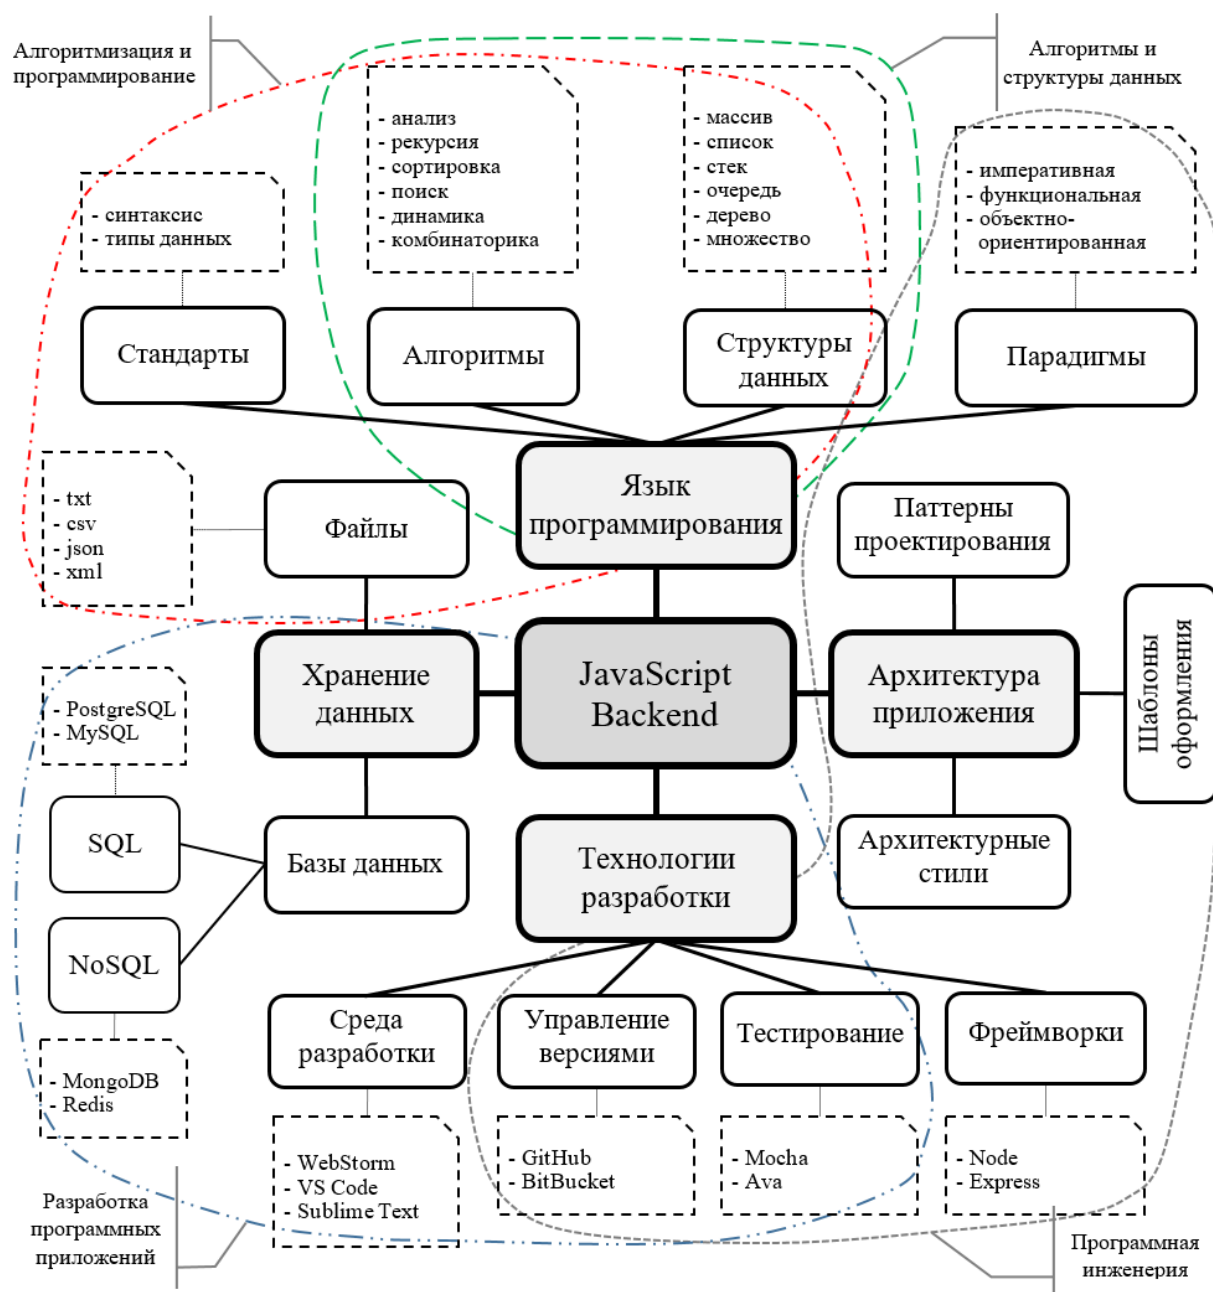 Алгоритмизация и
программирование
Алгоритмы и
структуры данных
- синтаксис
- типы данных
- анализ
- рекурсия
- сортировка
- поиск
- динамика
- комбинаторика
- массив
- список
- стек
- очередь
- дерево
- множество
- императивная
- функциональная
- объектно-
ориентированная
Стандарты
Алгоритмы
Структуры
данных
Парадигмы
Язык
программирования
- txt
- csv
- json
- xml
Файлы
Паттерны
проектирования
Хранение
данных
JavaScript
Backend
Архитектура
приложения
Шаблоны
оформления
- PostgreSQL
- MySQL
SQL
Базы данных
Технологии
разработки
Архитектурные
стили
NoSQL
- MongoDB
- Redis
Среда
разработки
Управление
версиями
Тестирование
Фреймворки
- WebStorm
- VS Code
- Sublime Text
- GitHub
- BitBucket
- Mocha
- Ava
- Node
- Express
Разработка
программных
приложений
Программная
инженерия